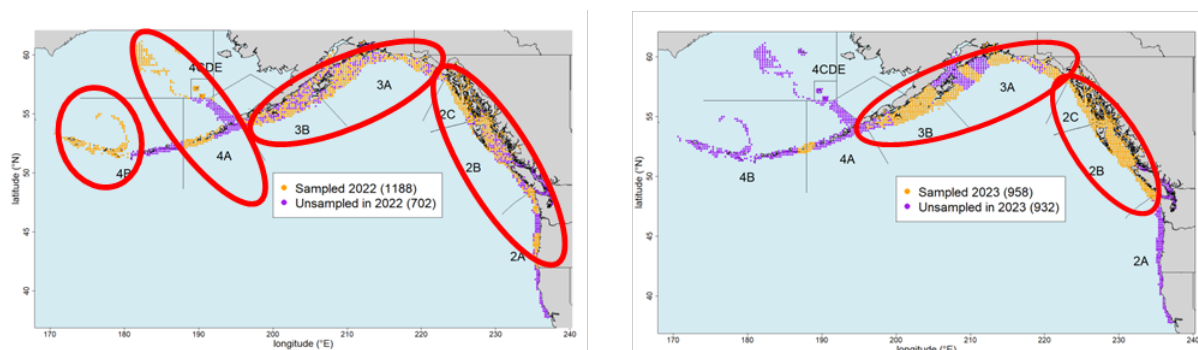 60
55
50
45
40
latitude (°N)
4CDE
3A
3B
2C
4A
2B
4B
2A
Sampled 2022 (1188)
Unsampled in 2022 (702)
170 180 190 200 210 220 230 240
longitude (°E)
60
55
50
45
40
latitude (°N)
4CDE
3A
3B
2C
4A
2B
4B
2A
Sampled 2023 (958)
Unsampled in 2023 (932)
170 180 190 200 210 220 230 240
longitude (°E)